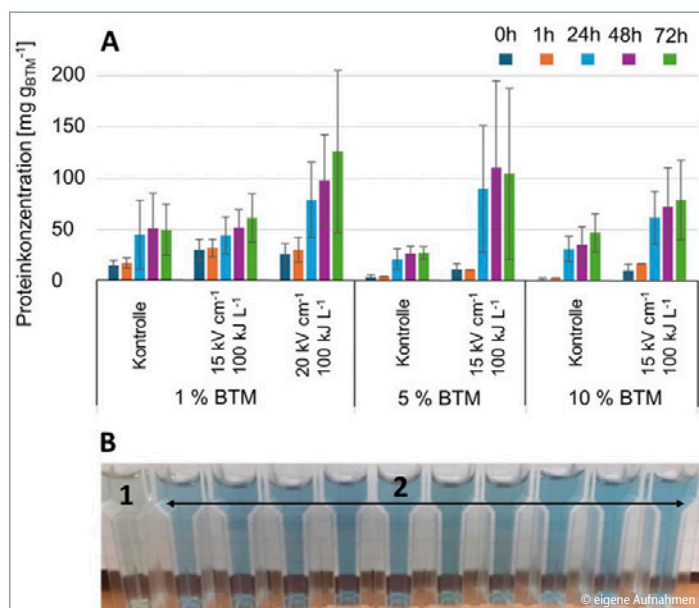 A
0h 1h 24h 48h 72h
Proteinkonzentration [mg g_BTM⁻¹]
200
150
100
50
0
Kontrolle
15 kV cm⁻¹
100 kJ L⁻¹
20 kV cm⁻¹
100 kJ L⁻¹
Kontrolle
15 kV cm⁻¹
100 kJ L⁻¹
Kontrolle
15 kV cm⁻¹
100 kJ L⁻¹
1 % BTM 5 % BTM 10 % BTM
B
1 2
© eigene Aufnahmen